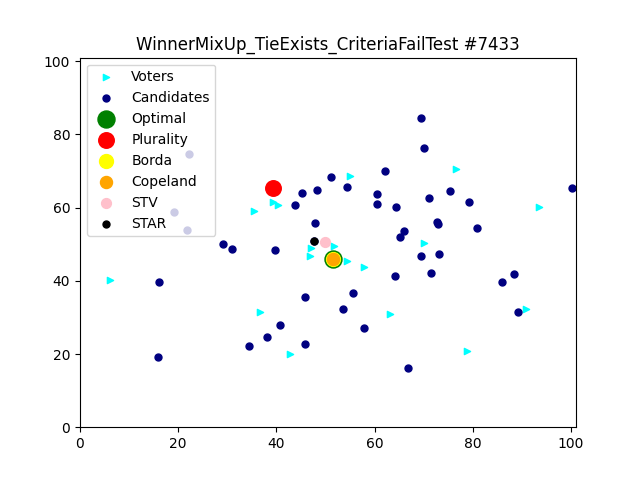 WinnerMixUp_TieExists_CriteriaFailTest #7433
100
80
60
40
20
0
Voters
Candidates
Optimal
Plurality
Borda
Copeland
STV
STAR
0 20 40 60 80 100